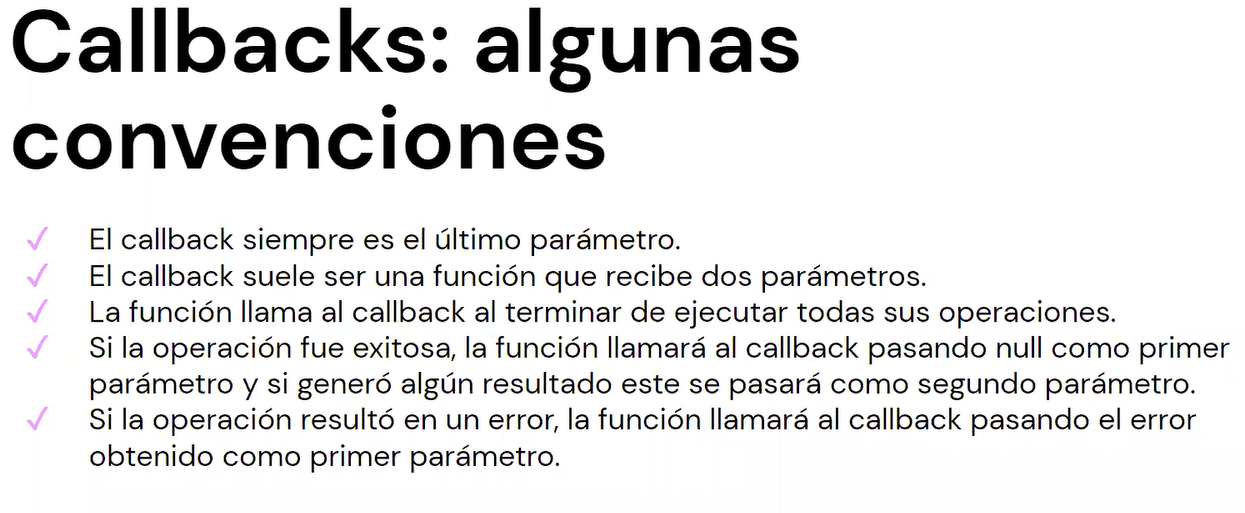 Callbacks: algunas
convenciones
✓ El callback siempre es el último parámetro.
✓ El callback suele ser una función que recibe dos parámetros.
✓ La función llama al callback al terminar de ejecutar todas sus operaciones.
✓ Si la operación fue exitosa, la función llamará al callback pasando null como primer
parámetro y si generó algún resultado este se pasará como segundo parámetro.
✓ Si la operación resultó en un error, la función llamará al callback pasando el error
obtenido como primer parámetro.